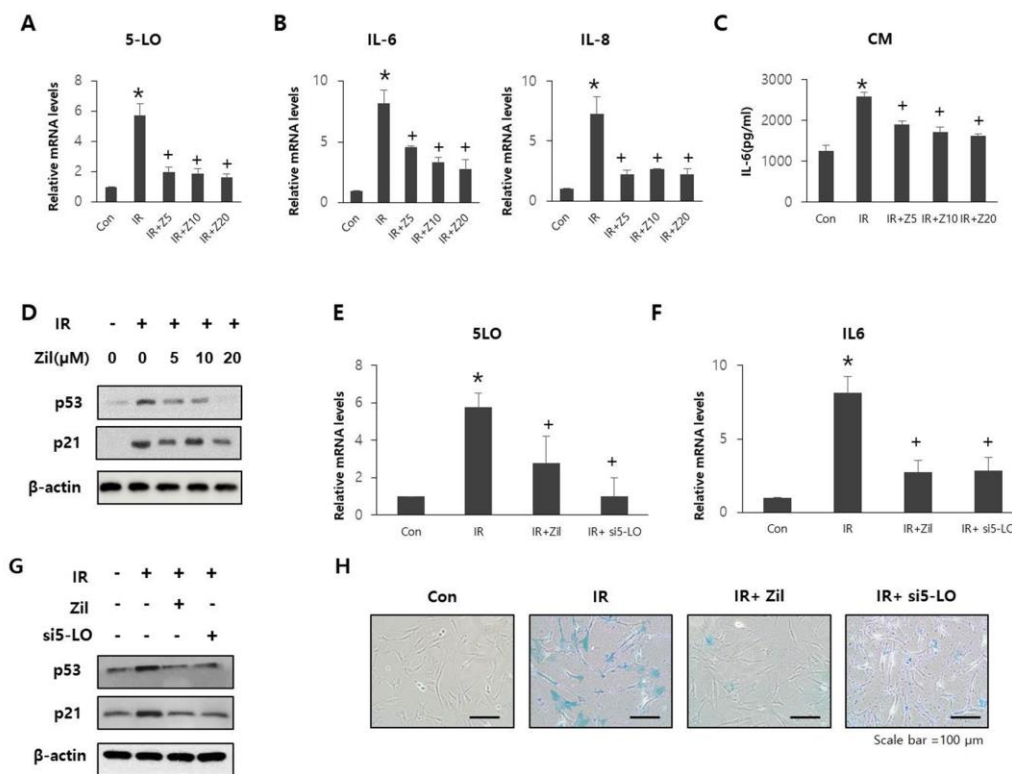 A
5-LO
Relative mRNA levels
8
6
4
2
0
*
+
+
+
Con
IR
IR+Z5
IR+Z10
IR+Z20
B
IL-6
Relative mRNA levels
10
5
0
*
+
+
+
Con
IR
IR+Z5
IR+Z10
IR+Z20
IL-8
Relative mRNA levels
10
8
6
4
2
0
*
+
+
+
Con
IR
IR+Z5
IR+Z10
IR+Z20
C
CM
IL-6(pg/ml)
3000
2000
1000
0
*
+
+
+
Con IR IR+Z5 IR+Z10 IR+Z20
D
IR - + + + +
Zil(μM) 0 0 5 10 20
p53
p21
β-actin
E
5LO
Relative mRNA levels
8
6
4
2
0
*
+
+
Con IR IR+Zil IR+ si5-LO
F
IL6
Relative mRNA levels
10
5
0
*
+
+
Con IR IR+Zil IR+ si5-LO
G
IR - + + +
Zil - - + -
si5-LO - - - +
p53
p21
β-actin
H
Con IR IR+ Zil IR+ si5-LO
Scale bar =100 μm